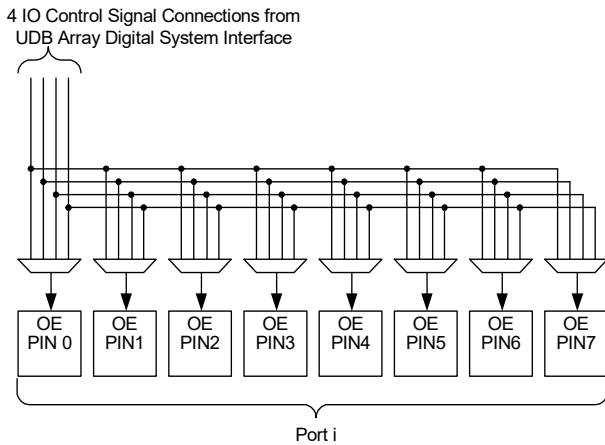 4 IO Control Signal Connections from
UDB Array Digital System Interface
OE
PIN 0
OE
PIN1
OE
PIN2
OE
PIN3
OE
PIN4
OE
PIN5
OE
PIN6
OE
PIN7
Port i